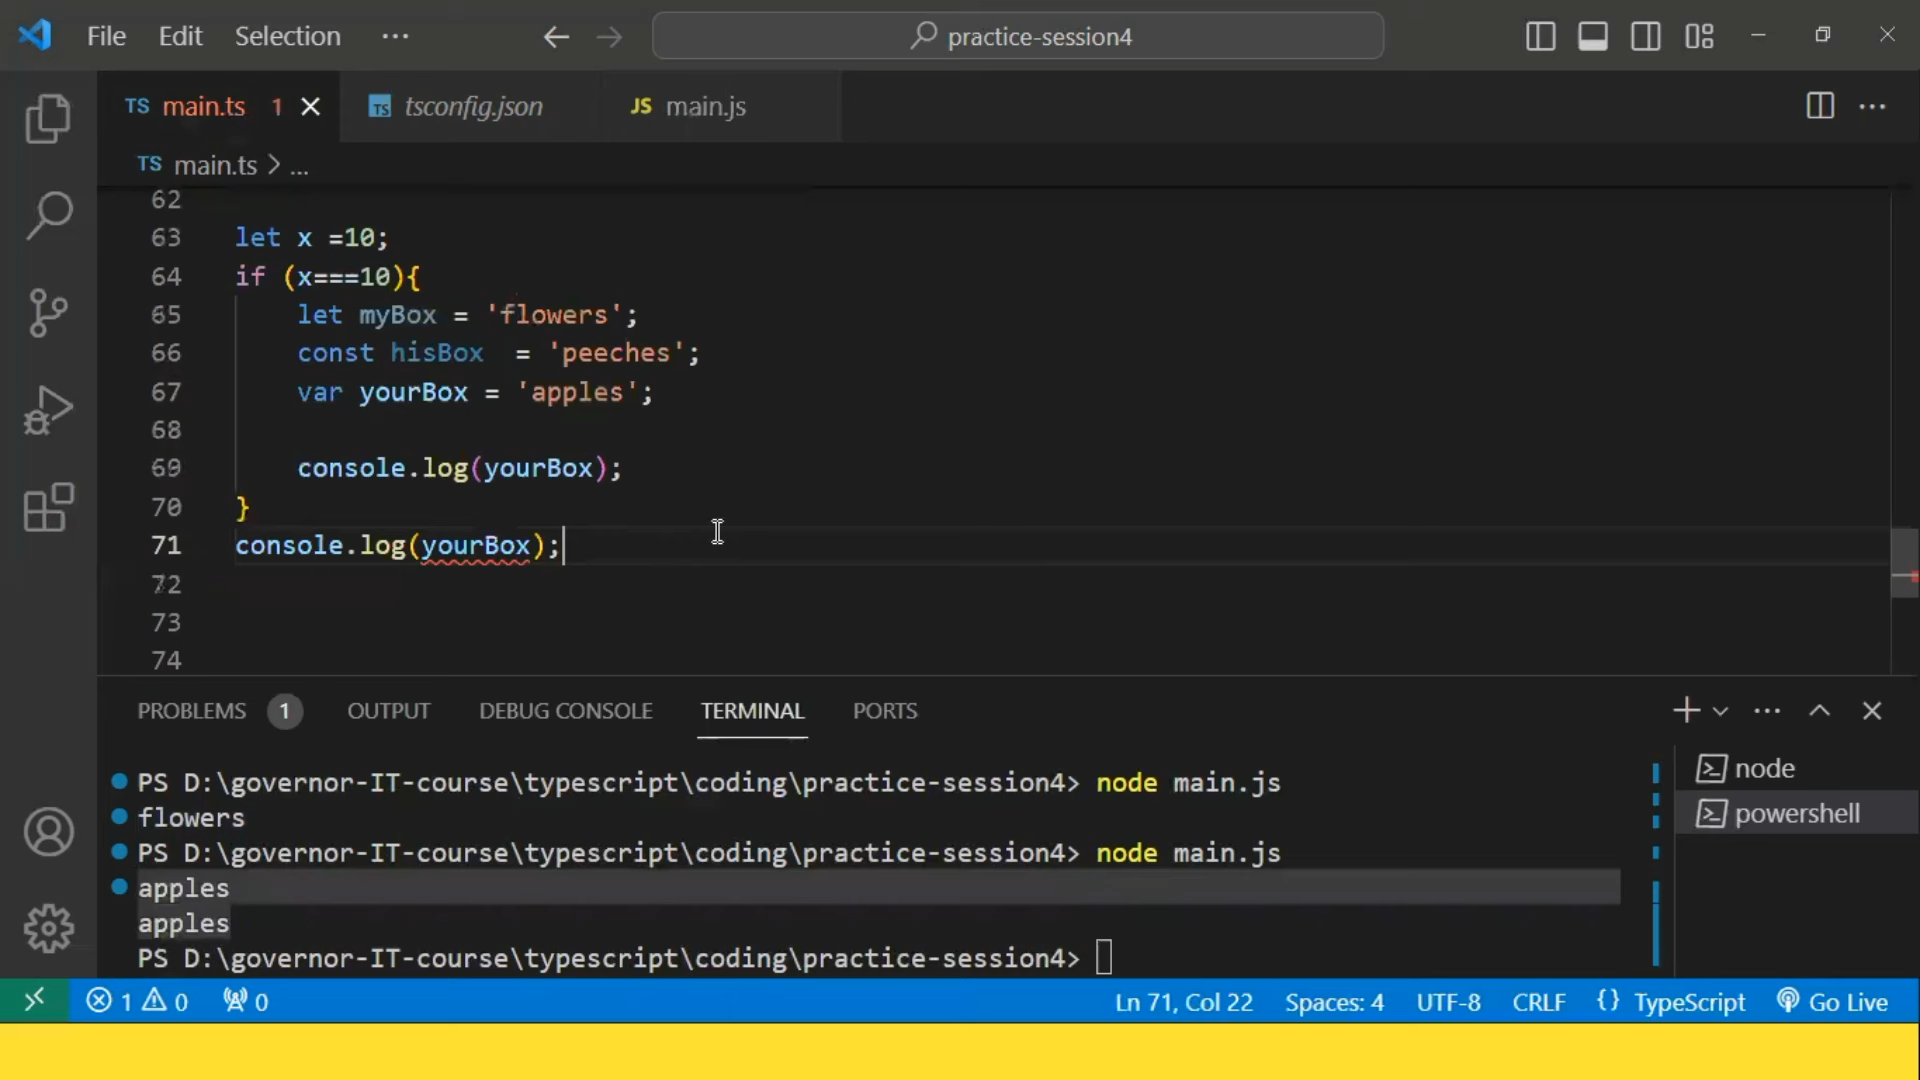 File Edit Selection ··· practice-session4
TS main.ts 1 TS tsconfig.json JS main.js ···
TS main.ts > ...
62
63 let x =10;
64 if (x===10){
65 let myBox = 'flowers';
66 const hisBox  = 'peeches';
67 var yourBox = 'apples';
68
69 console.log(yourBox);
70 }
71 console.log(yourBox);
72
73
74
PROBLEMS 1 OUTPUT DEBUG CONSOLE TERMINAL PORTS
PS D:\governor-IT-course\typescript\coding\practice-session4> node main.js
flowers
PS D:\governor-IT-course\typescript\coding\practice-session4> node main.js
apples
apples
PS D:\governor-IT-course\typescript\coding\practice-session4>
node
powershell
1 0 0 Ln 71, Col 22 Spaces: 4 UTF-8 CRLF {} TypeScript Go Live